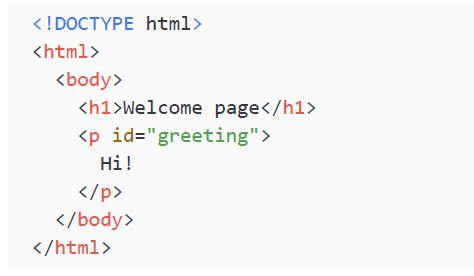 <!DOCTYPE html>
<html>
  <body>
    <h1>Welcome page</h1>
    <p id="greeting">
      Hi!
    </p>
  </body>
</html>